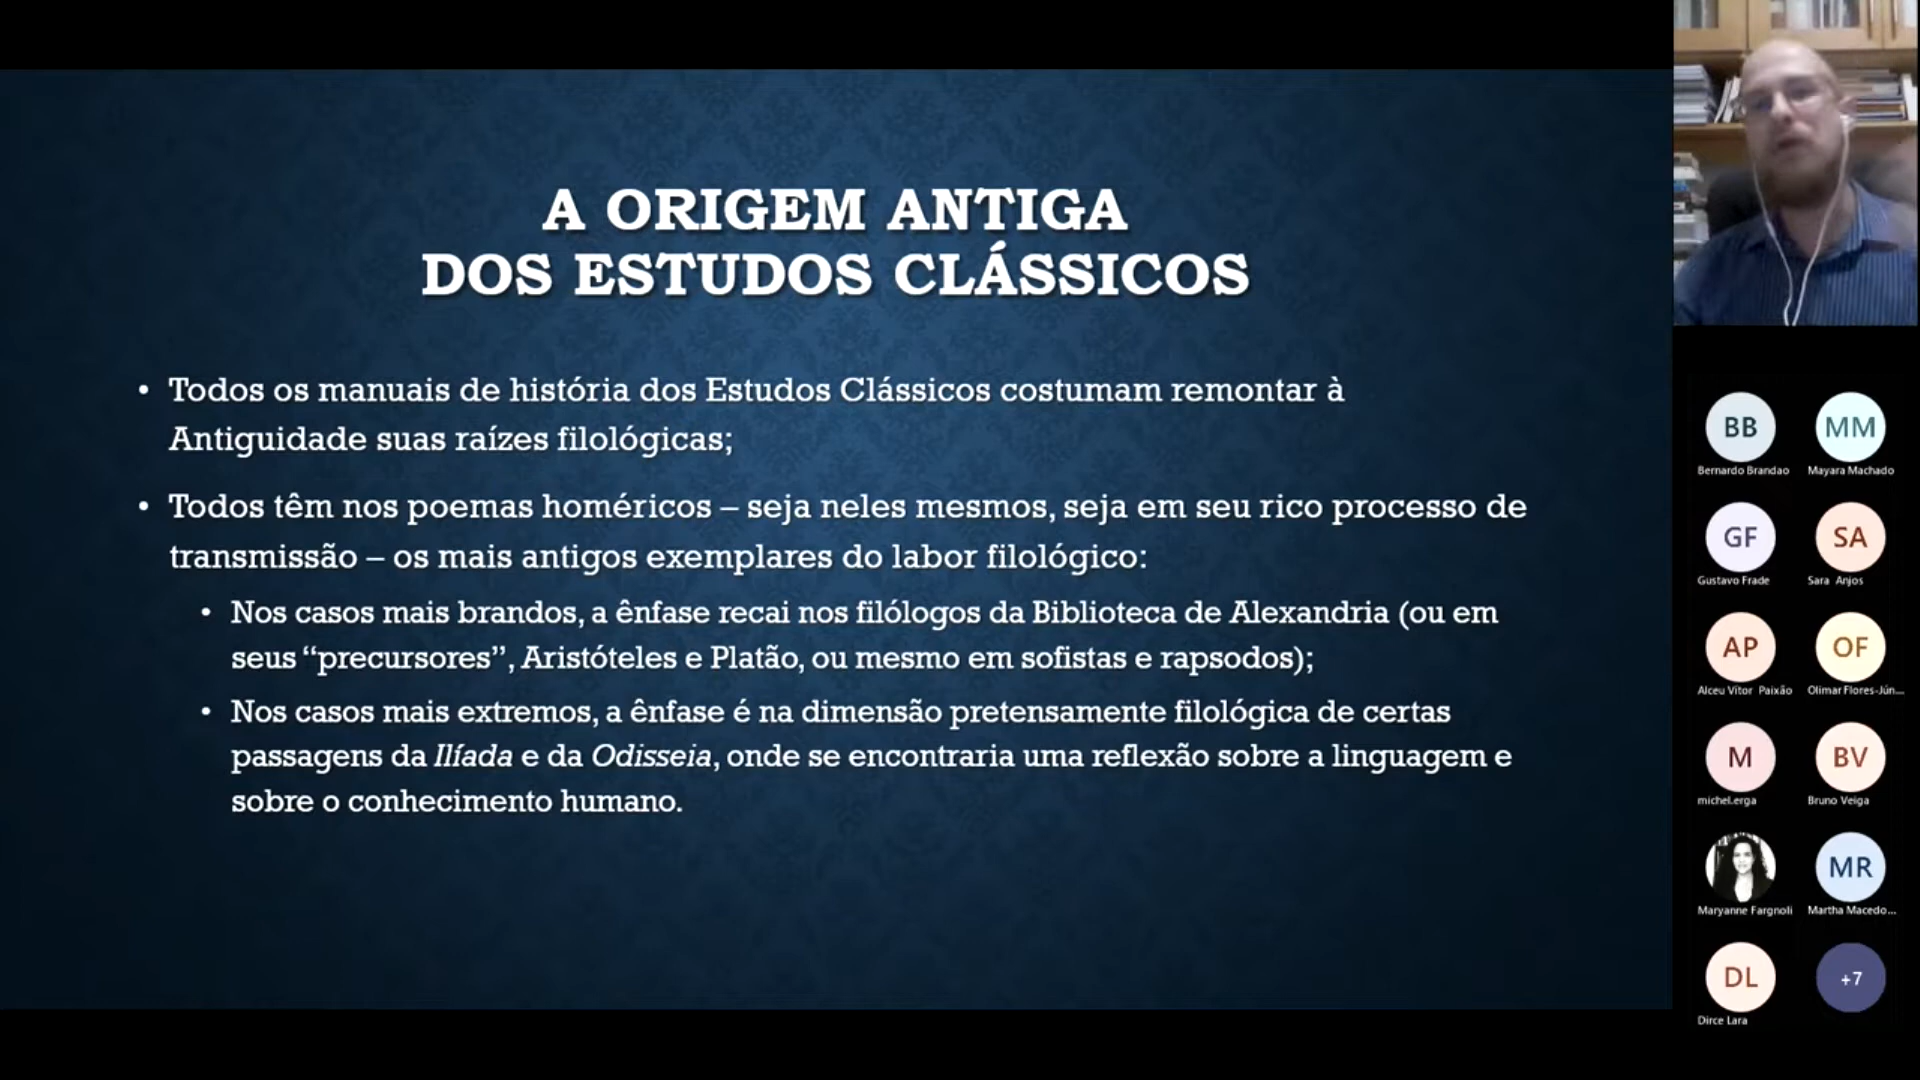 A ORIGEM ANTIGA
DOS ESTUDOS CLÁSSICOS
• Todos os manuais de história dos Estudos Clássicos costumam remontar à
Antiguidade suas raízes filológicas;
• Todos têm nos poemas homéricos – seja neles mesmos, seja em seu rico processo de
transmissão – os mais antigos exemplares do labor filológico:
• Nos casos mais brandos, a ênfase recai nos filólogos da Biblioteca de Alexandria (ou em
seus “precursores”, Aristóteles e Platão, ou mesmo em sofistas e rapsodos);
• Nos casos mais extremos, a ênfase é na dimensão pretensamente filológica de certas
passagens da Ilíada e da Odisseia, onde se encontraria uma reflexão sobre a linguagem e
sobre o conhecimento humano.
BB
MM
Bernardo Brandao
Mayara Machado
GF
SA
Gustavo Frade
Sara Anjos
AP
OF
Alceu Vítor Paixão
Olimar Flores-Jún...
M
BV
michel.erga
Bruno Veiga
MR
Maryanne Fargnoli
Martha Macedo...
DL
+7
Dirce Lara